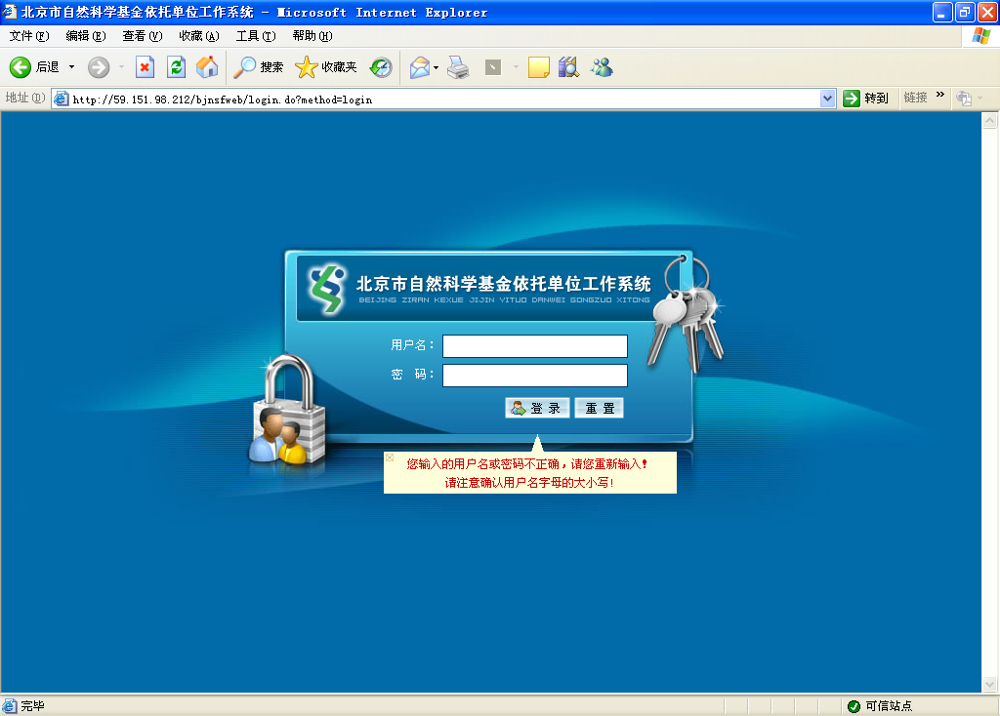 北京市自然科学基金依托单位工作系统 - Microsoft Internet Explorer
文件(F) 编辑(E) 查看(V) 收藏(A) 工具(T) 帮助(H)
后退 搜索 收藏夹
地址(D) http://59.151.98.212/bjnsfweb/login.do?method=login 转到 链接 »
北京市自然科学基金依托单位工作系统
BEIJING ZIRAN KEXUE JIJIN YITUO DANWEI GONGZUO XITONG
用户名：
密 码：
登 录 重 置
您输入的用户名或密码不正确，请您重新输入！
请注意确认用户名字母的大小写！
完毕 可信站点